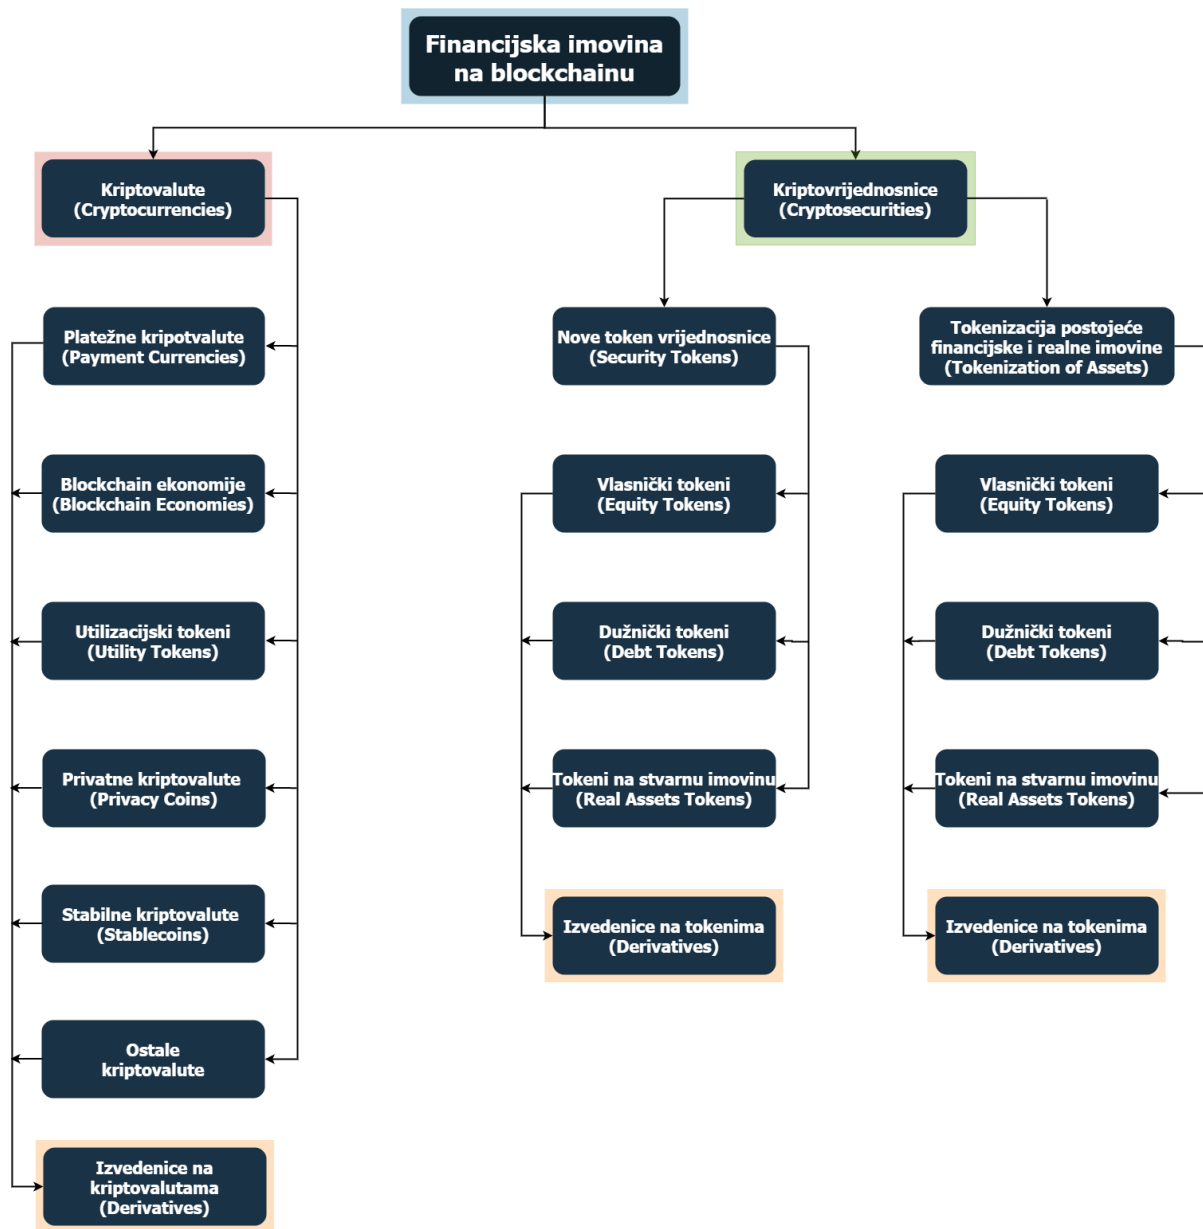 Financijska imovina
na blockchainu
Kriptovalute
(Cryptocurrencies)
Kriptovrijednosnice
(Cryptosecurities)
Platežne kripotvalute
(Payment Currencies)
Nove token vrijednosnice
(Security Tokens)
Tokenizacija postojeće
financijske i realne imovine
(Tokenization of Assets)
Blockchain ekonomije
(Blockchain Economies)
Vlasnički tokeni
(Equity Tokens)
Vlasnički tokeni
(Equity Tokens)
Utilizacijski tokeni
(Utility Tokens)
Dužnički tokeni
(Debt Tokens)
Dužnički tokeni
(Debt Tokens)
Privatne kriptovalute
(Privacy Coins)
Tokeni na stvarnu imovinu
(Real Assets Tokens)
Tokeni na stvarnu imovinu
(Real Assets Tokens)
Stabilne kriptovalute
(Stablecoins)
Izvedenice na tokenima
(Derivatives)
Izvedenice na tokenima
(Derivatives)
Ostale
kriptovalute
Izvedenice na
kriptovalutama
(Derivatives)